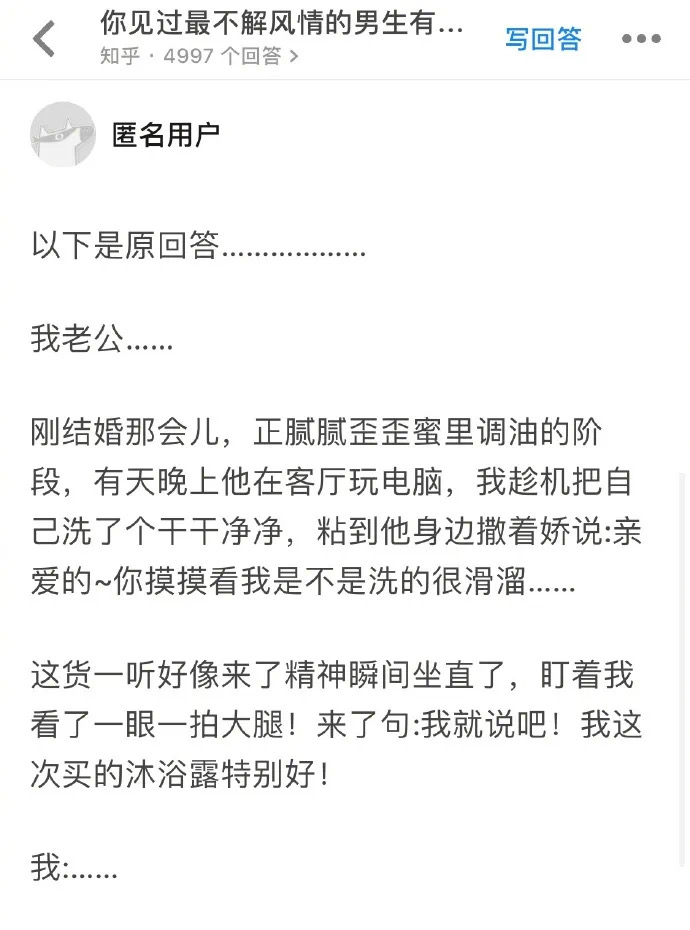 你见过最不解风情的男生有...
写回答
知乎 · 4997 个回答 >
匿名用户
以下是原回答………………
我老公……
刚结婚那会儿，正腻腻歪歪蜜里调油的阶
段，有天晚上他在客厅玩电脑，我趁机把自
己洗了个干干净净，粘到他身边撒着娇说:亲
爱的~你摸摸看我是不是洗的很滑溜……
这货一听好像来了精神瞬间坐直了，盯着我
看了一眼一拍大腿！来了句:我就说吧！我这
次买的沐浴露特别好！
我:……